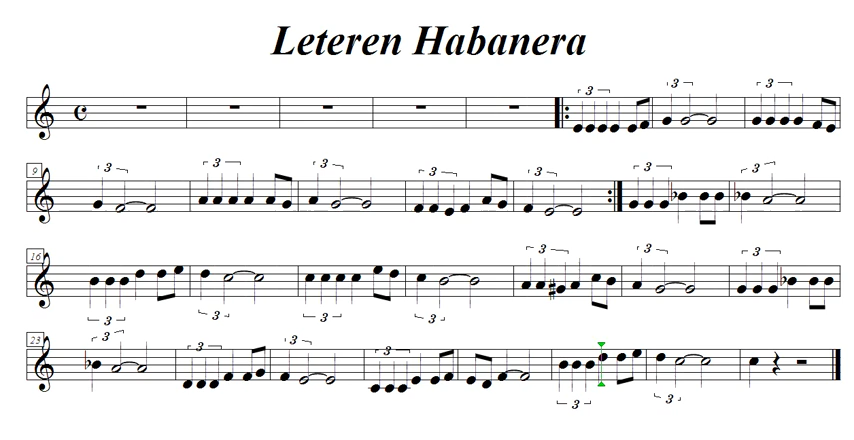 Leteren Habanera
3 3 3
9 3 3 3 3 3 3 3
16 3 3 3 3 3 3 3
23 3 3 3 3 3 3